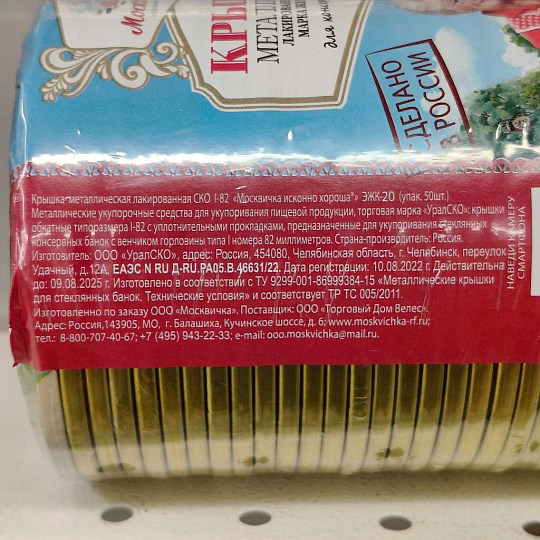 Моск
КРЫ
МЕТАЛЛ
ЛАКИРОВАН
МАРКА
для конс
СДЕЛАНО
В РОССИИ
Крышка металлическая лакированная СКО I-82 «Москвичка исконно хороша®» ЭЖК-20 (упак. 50шт.)
Металлические укупорочные средства для укупоривания пищевой продукции, торговая марка «УралСКО»: крышки
обкатные типоразмера I-82 с уплотнительными прокладками, предназначенные для укупоривания стеклянных
консервных банок с венчиком горловины типа I номера 82 миллиметров. Страна-производитель: Россия.
Изготовитель: ООО «УралСКО», адрес: Россия, 454080, Челябинская область, г. Челябинск, переулок
Удачный, д.12А, ЕАЭС N RU Д-RU.РА05.В.46631/22. Дата регистрации: 10.08.2022 г. Действительна
до: 09.08.2025 г. Изготовлено в соответствии с ТУ 9299-001-86999384-15 «Металлические крышки
для стеклянных банок. Технические условия» и соответствует ТР ТС 005/2011.
Изготовлено по заказу ООО «Москвичка». Поставщик: ООО «Торговый Дом Велес».
Адрес: Россия,143905, МО, г. Балашиха, Кучинское шоссе, д. 6; www.moskvichka-rf.ru;
тел.: 8-800-707-40-67; +7 (495) 943-22-33; e-mail: ooo.moskvichka@mail.ru.
НАВЕДИ КАМЕРУ
СМАРТФОНА